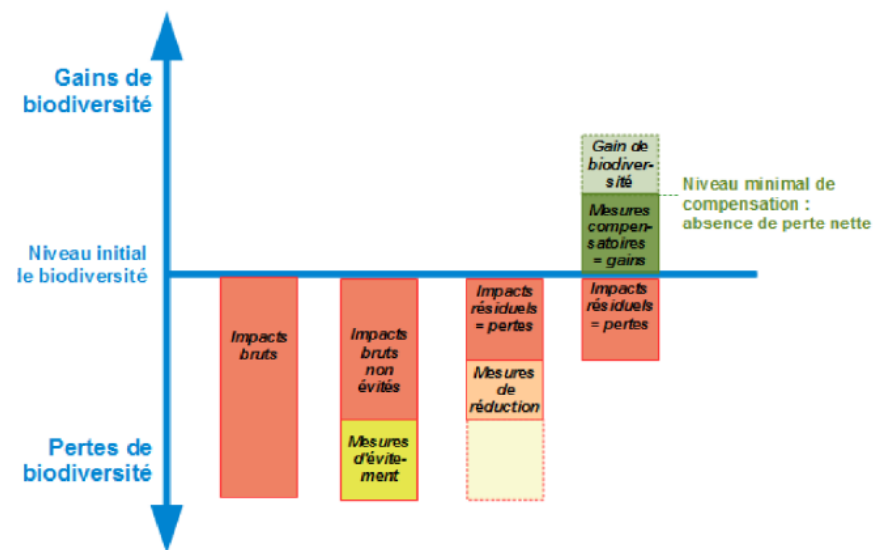 Gains de
biodiversité
Gain de
biodiver-
sité
Niveau minimal de
compensation :
absence de perte nette
Mesures
compen-
satoires
= gains
Niveau initial
le biodiversité
Impacts
bruts
Impacts
bruts
non
évités
Mesures
d'évite-
ment
Impacts
résiduels
= pertes
Mesures
de
réduction
Impacts
résiduels
= pertes
Pertes de
biodiversité